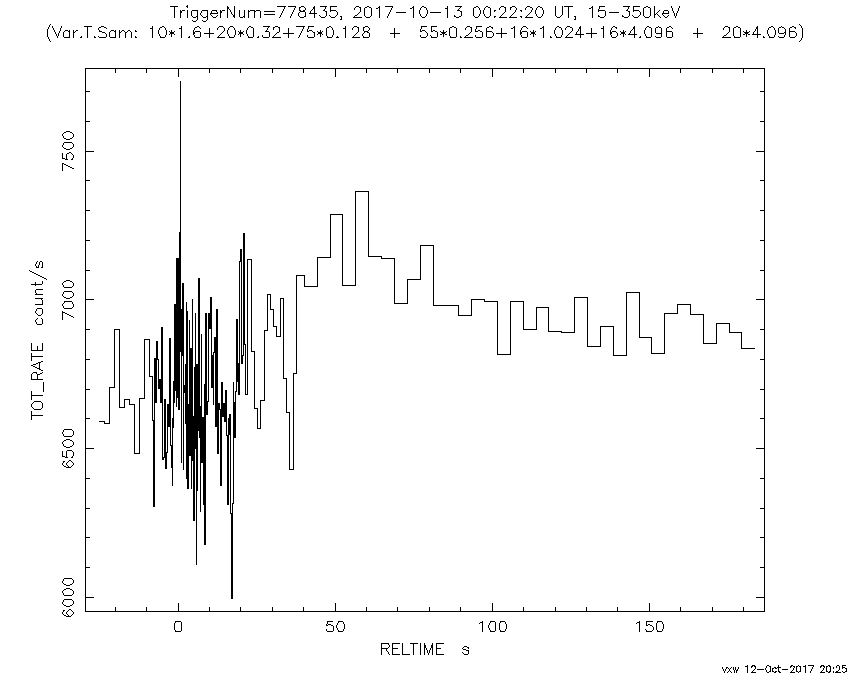 TriggerNum=778435, 2017-10-13 00:22:20 UT, 15-350keV
(Var.T.Sam: 10*1.6+20*0.32+75*0.128 + 55*0.256+16*1.024+16*4.096 + 20*4.096)
7500
7000
6500
6000
TOT_RATE count/s
0 50 100 150
RELTIME s
vxw 12-Oct-2017 20:25